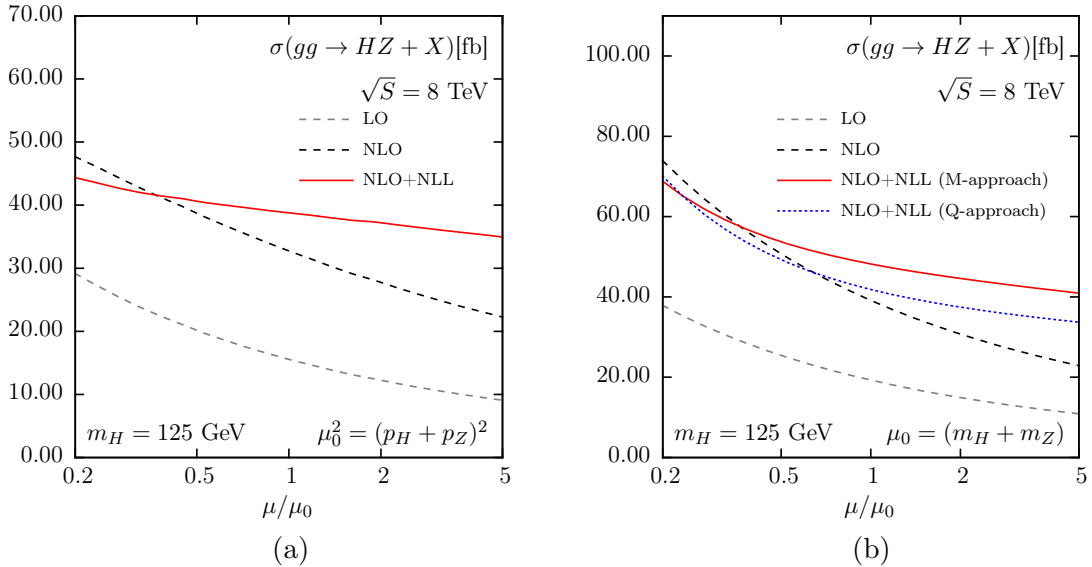 70.00
60.00
50.00
40.00
30.00
20.00
10.00
0.00
σ(gg → HZ + X)[fb]
√S = 8 TeV
LO
NLO
NLO+NLL
m_H = 125 GeV
μ_0^2 = (p_H + p_Z)^2
0.2 0.5 1 2 5
μ/μ_0
(a)
100.00
80.00
60.00
40.00
20.00
0.00
σ(gg → HZ + X)[fb]
√S = 8 TeV
LO
NLO
NLO+NLL (M-approach)
NLO+NLL (Q-approach)
m_H = 125 GeV
μ_0 = (m_H + m_Z)
0.2 0.5 1 2 5
μ/μ_0
(b)